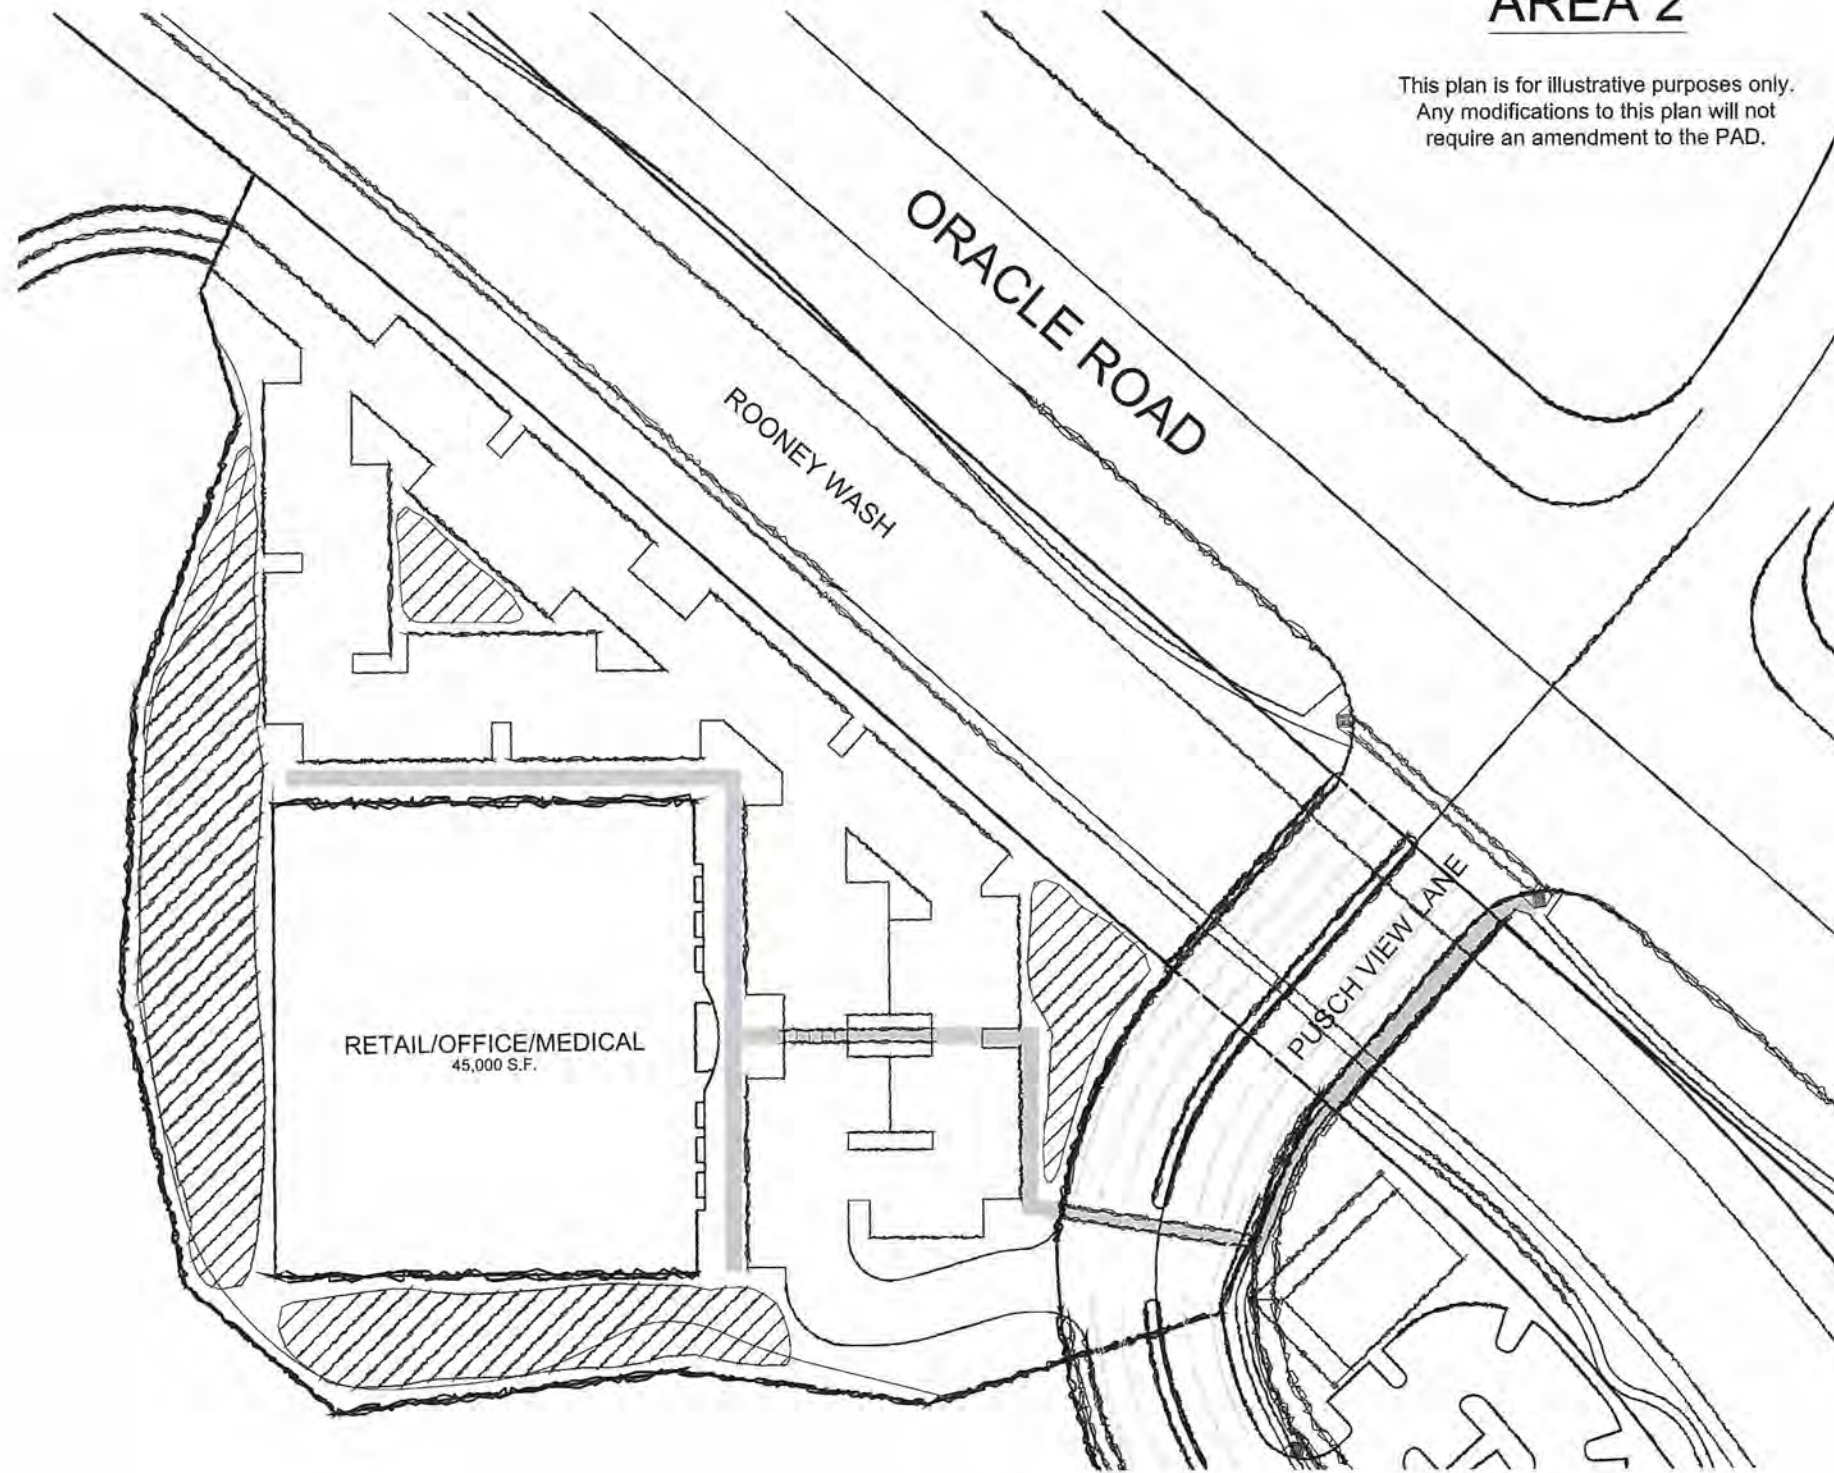 AREA 2
This plan is for illustrative purposes only.
Any modifications to this plan will not
require an amendment to the PAD.
ORACLE ROAD
ROONEY WASH
PUSCH VIEW LANE
RETAIL/OFFICE/MEDICAL
45,000 S.F.